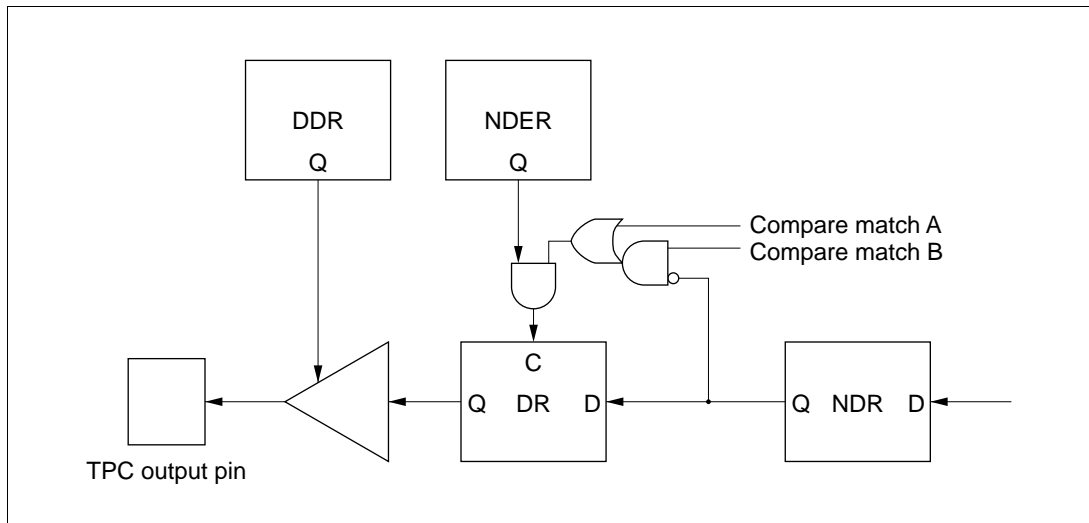 DDR
Q
NDER
Q
Compare match A
Compare match B
C
Q DR D
Q NDR D
TPC output pin